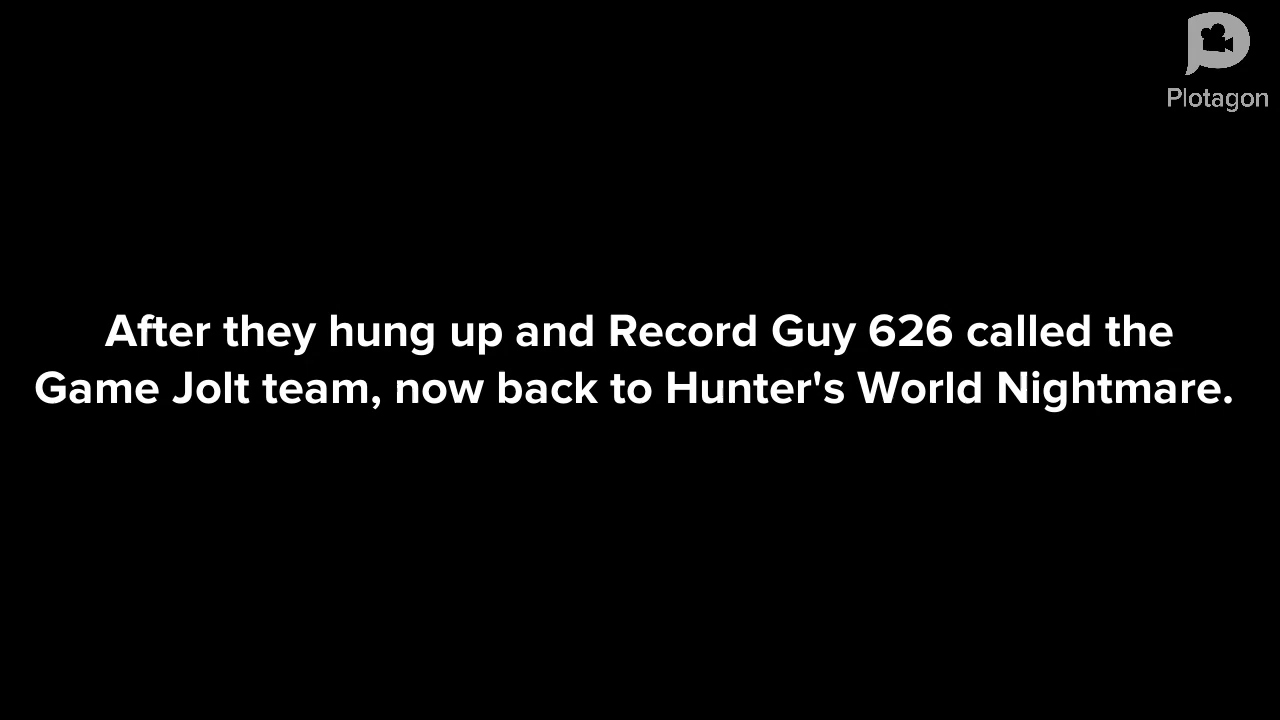 Plotagon
After they hung up and Record Guy 626 called the
Game Jolt team, now back to Hunter's World Nightmare.